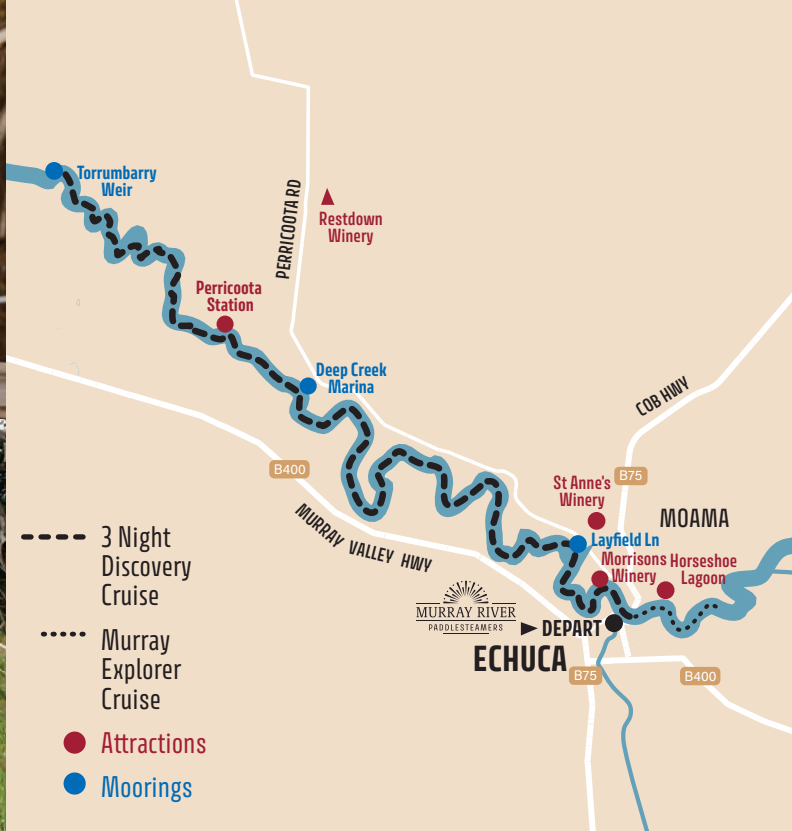 Torrumbarry
Weir
PERRICOOTA RD
Restdown
Winery
Perricoota
Station
Deep Creek
Marina
COB HWY
B400
B75
St Anne's
Winery
MOAMA
MURRAY VALLEY HWY
Layfield Ln
Morrisons
Winery
Horseshoe
Lagoon
MURRAY RIVER
PADDLESTEAMERS
DEPART
ECHUCA
B75
B400
3 Night
Discovery
Cruise
Murray
Explorer
Cruise
Attractions
Moorings